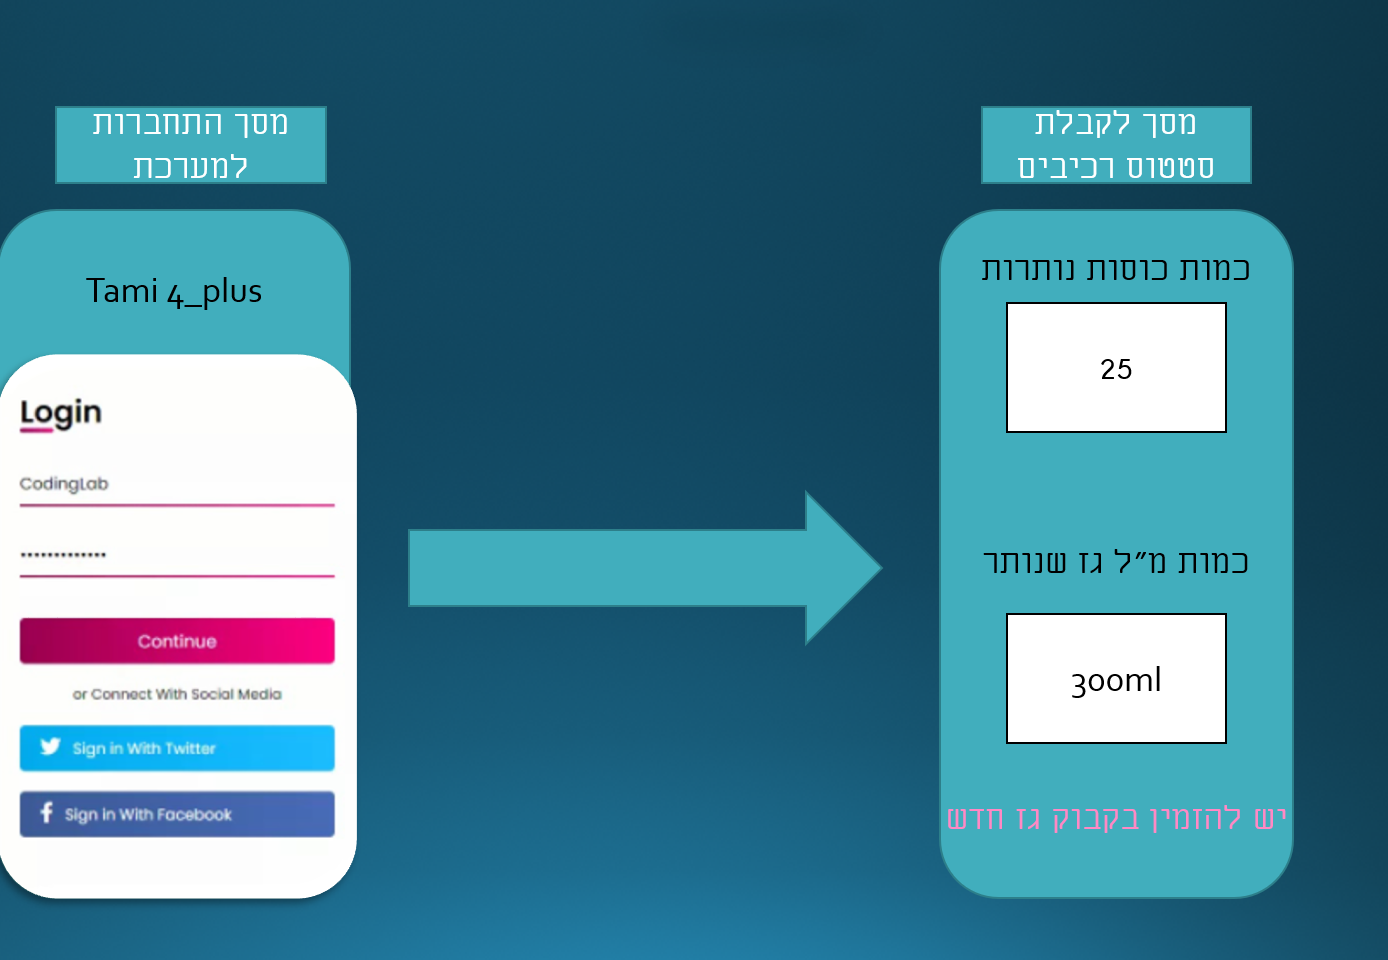 מסך התחברות
למערכת
Tami 4_plus
Login
CodingLab
•••••••••••••
Continue
or Connect With Social Media
Sign in With Twitter
Sign in With Facebook
מסך לקבלת
סטטוס רכיבים
כמות כוסות נותרות
25
כמות מ"ל גז שנותר
300ml
יש להזמין בקבוק גז חדש